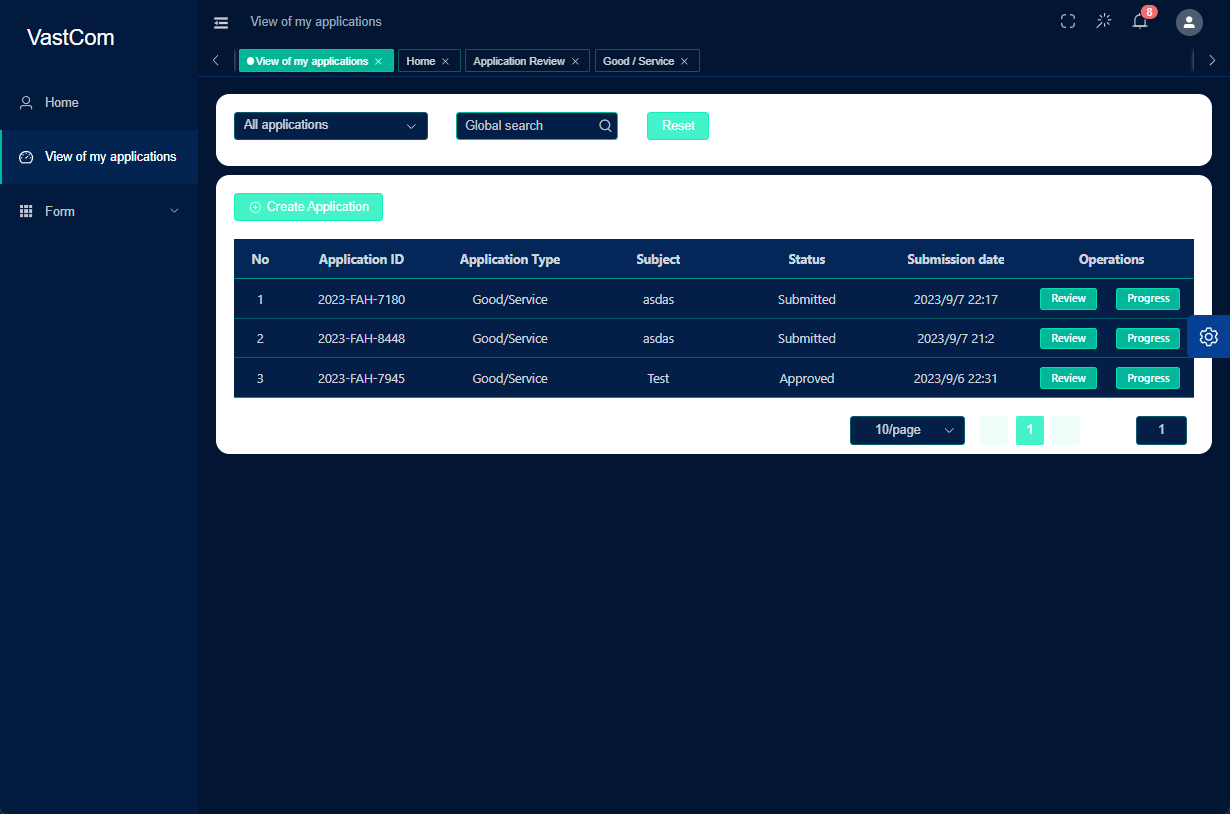 VastCom
View of my applications
8
View of my applications
Home
Application Review
Good / Service
Home
View of my applications
Form
All applications
Global search
Reset
Create Application
No Application ID Application Type Subject Status Submission date Operations
1 2023-FAH-7180 Good/Service asdas Submitted 2023/9/7 22:17 Review Progress
2 2023-FAH-8448 Good/Service asdas Submitted 2023/9/7 21:2 Review Progress
3 2023-FAH-7945 Good/Service Test Approved 2023/9/6 22:31 Review Progress
10/page 1 1